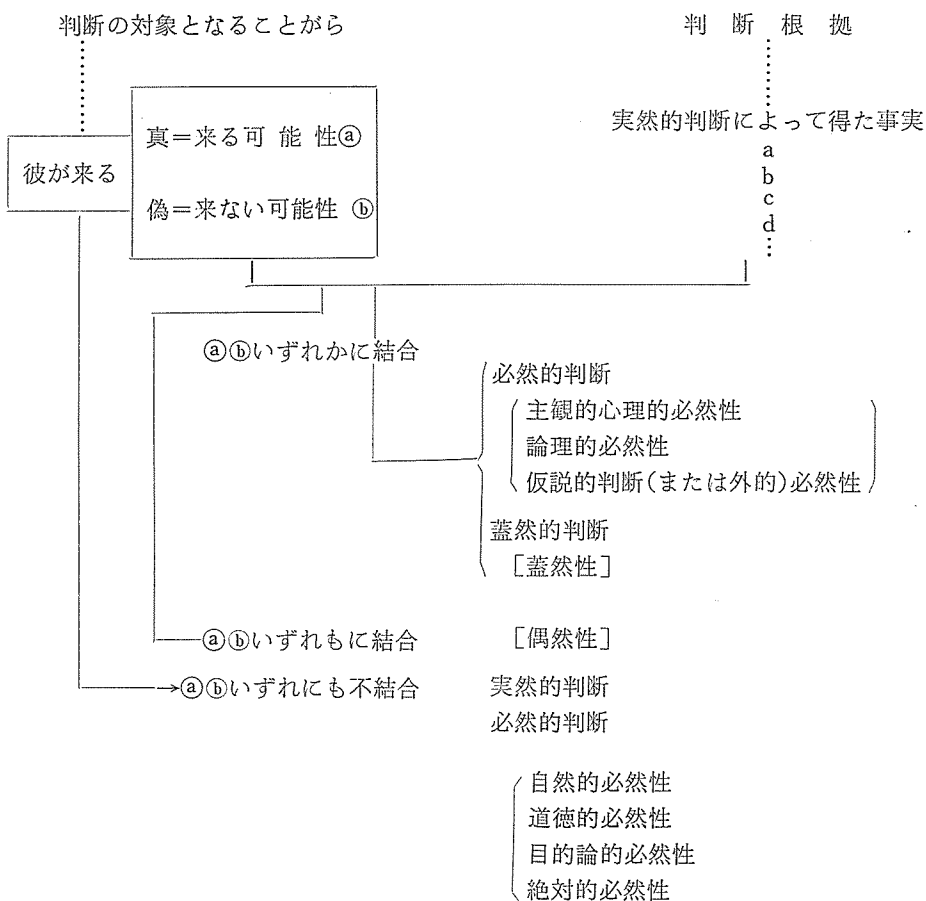 判断の対象となることがら
判断根拠
真=来る可能性ⓐ
実然的判断によって得た事実
彼が来る
a
b
偽=来ない可能性 ⓑ
c
d
ⓐⓑいずれかに結合
必然的判断
主観的心理的必然性
論理的必然性
仮説的判断(または外的)必然性
蓋然的判断
[蓋然性]
ⓐⓑいずれもに結合
[偶然性]
→ⓐⓑいずれにも不結合
実然的判断
必然的判断
自然的必然性
道徳的必然性
目的論的必然性
絶対的必然性